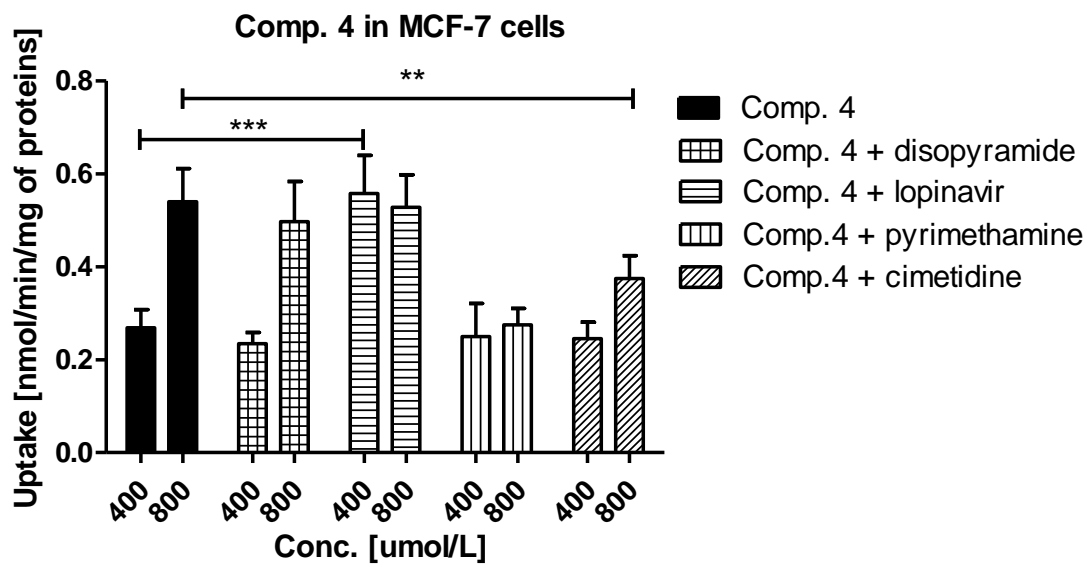 Comp. 4 in MCF-7 cells
Uptake [nmol/min/mg of proteins]
0.8
0.6
0.4
0.2
0.0
**
***
400
800
400
800
400
800
400
800
400
800
Conc. [umol/L]
Comp. 4
Comp. 4 + disopyramide
Comp. 4 + lopinavir
Comp.4 + pyrimethamine
Comp.4 + cimetidine